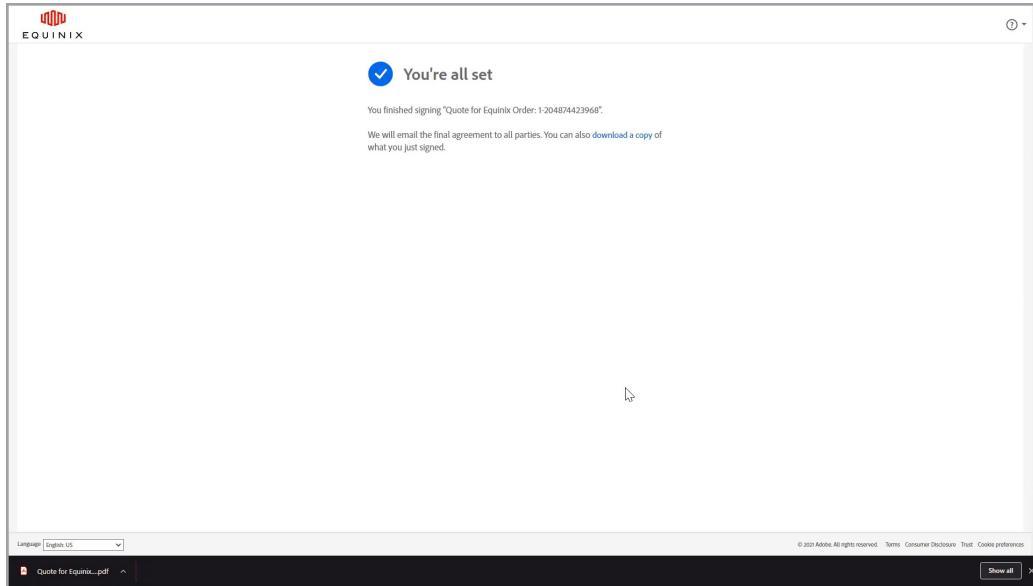 EQUINIX
?
You're all set
You finished signing "Quote for Equinix Order: 1-204874423968".
We will email the final agreement to all parties. You can also download a copy of
what you just signed.
Language English: US
© 2021 Adobe. All rights reserved. Terms Consumer Disclosure Trust Cookie preferences
Quote for Equinix....pdf
Show all